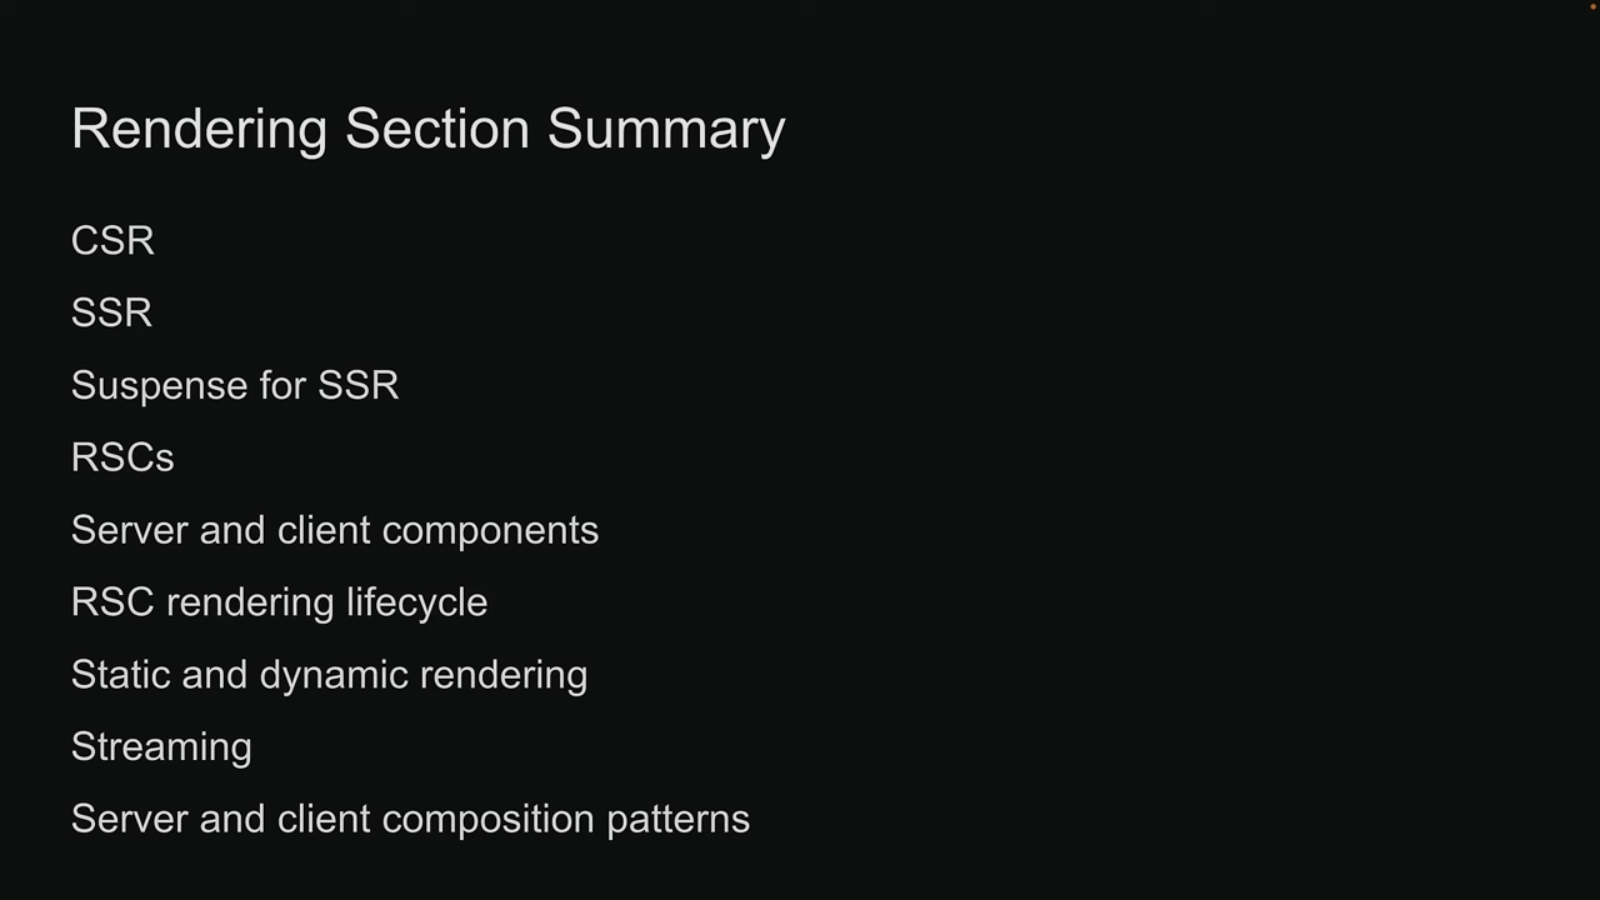 Rendering Section Summary
CSR
SSR
Suspense for SSR
RSCs
Server and client components
RSC rendering lifecycle
Static and dynamic rendering
Streaming
Server and client composition patterns